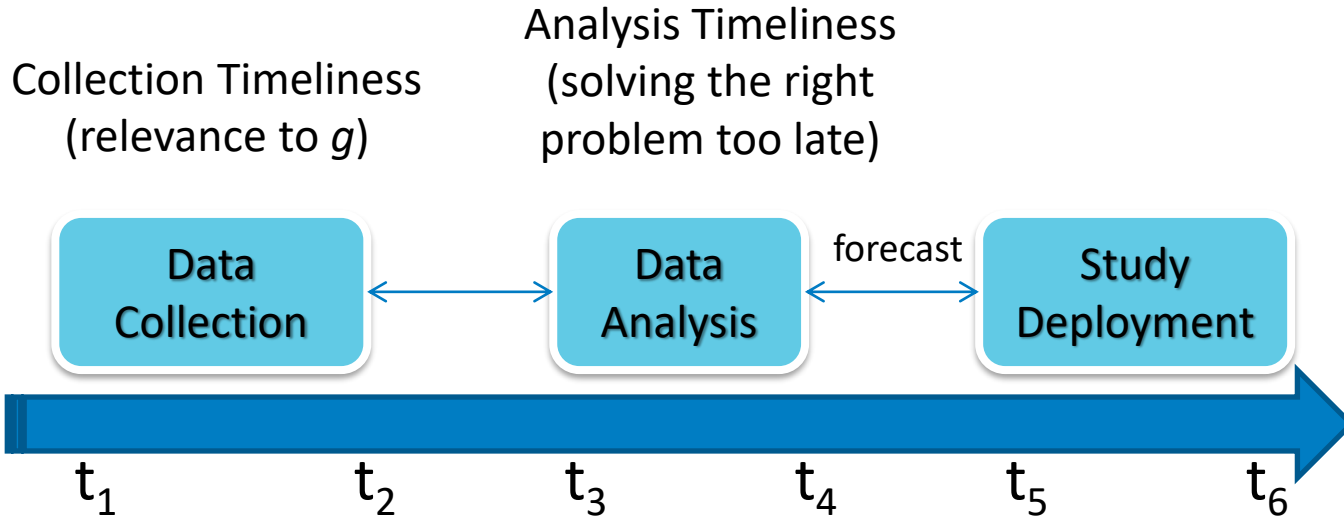 Collection Timeliness
(relevance to g)
Analysis Timeliness
(solving the right
problem too late)
Data
Collection
Data
Analysis
forecast
Study
Deployment
t₁ t₂ t₃ t₄ t₅ t₆